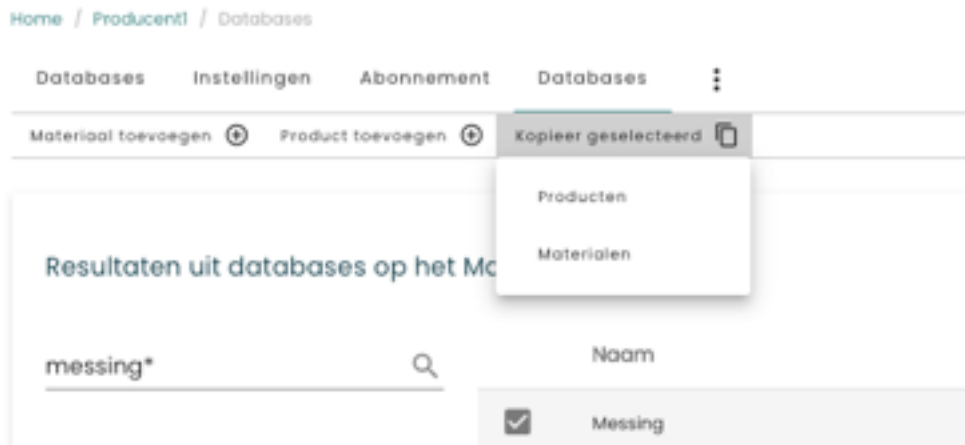 Home / Producent1 / Databases
Databases Instellingen Abonnement Databases
Materiaal toevoegen Product toevoegen Kopieer geselecteerd
Producten
Materialen
Resultaten uit databases op het Ma
messing* Naam
Messing